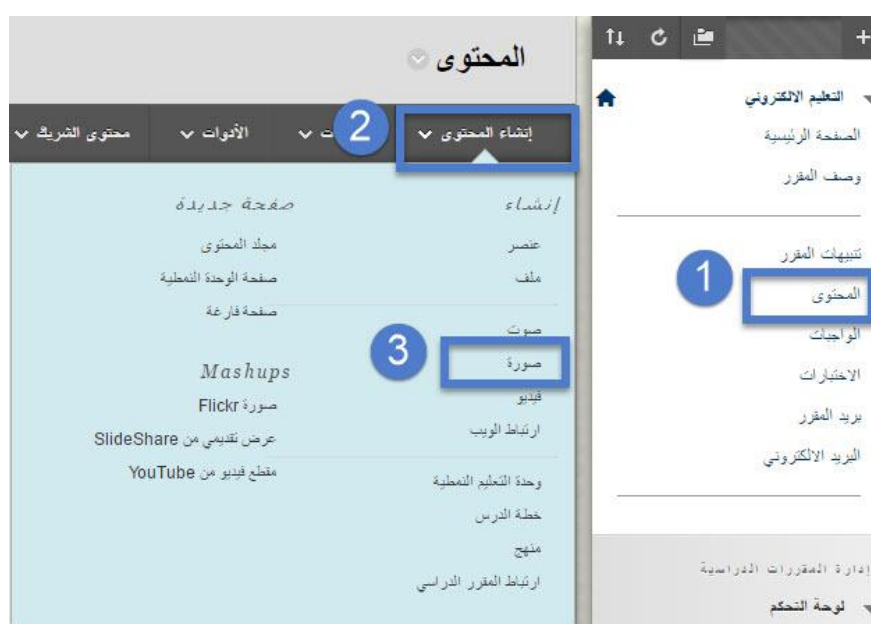 التعليم الالكتروني
الصفحة الرئيسية
وصف المقرر
تنبيهات المقرر
1
المحتوى
الواجبات
الاختبارات
بريد المقرر
البريد الالكتروني
إدارة المقررات الدراسية
لوحة التحكم
المحتوى
إنشاء المحتوى
2
ت
الأدوات
محتوى الشريك
إنشاء
عنصر
ملف
صوت
صورة
3
فيديو
ارتباط الويب
وحدة التعليم النمطية
خطة الدرس
منهج
ارتباط المقرر الدراسي
صفحة جديدة
مجلد المحتوى
صفحة الوحدة النمطية
صفحة فارغة
Mashups
صورة Flickr
عرض تقديمي من SlideShare
مقطع فيديو من YouTube